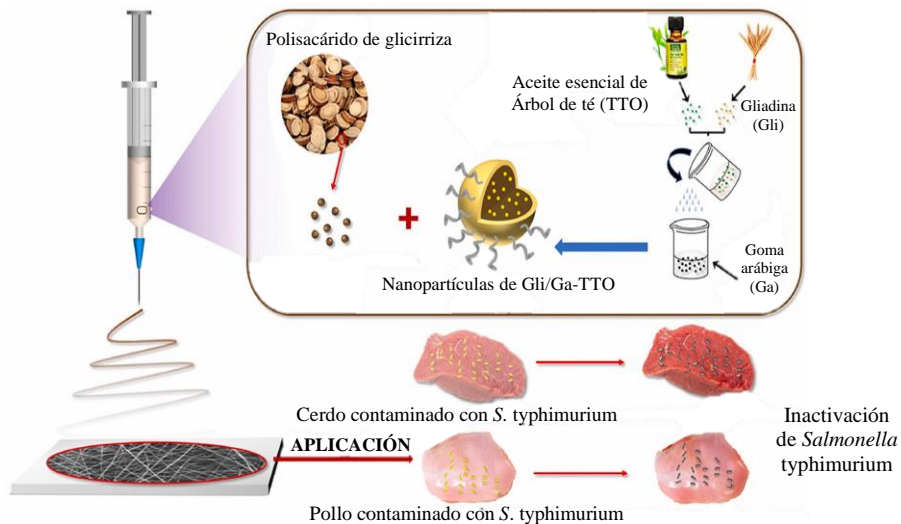 Polisacárido de glicirriza
Aceite esencial de
Árbol de té (TTO)
Gliadina
(Gli)
Goma
arábiga
(Ga)
Nanopartículas de Gli/Ga-TTO
Cerdo contaminado con S. typhimurium
APLICACIÓN
Inactivación
de Salmonella
typhimurium
Pollo contaminado con S. typhimurium